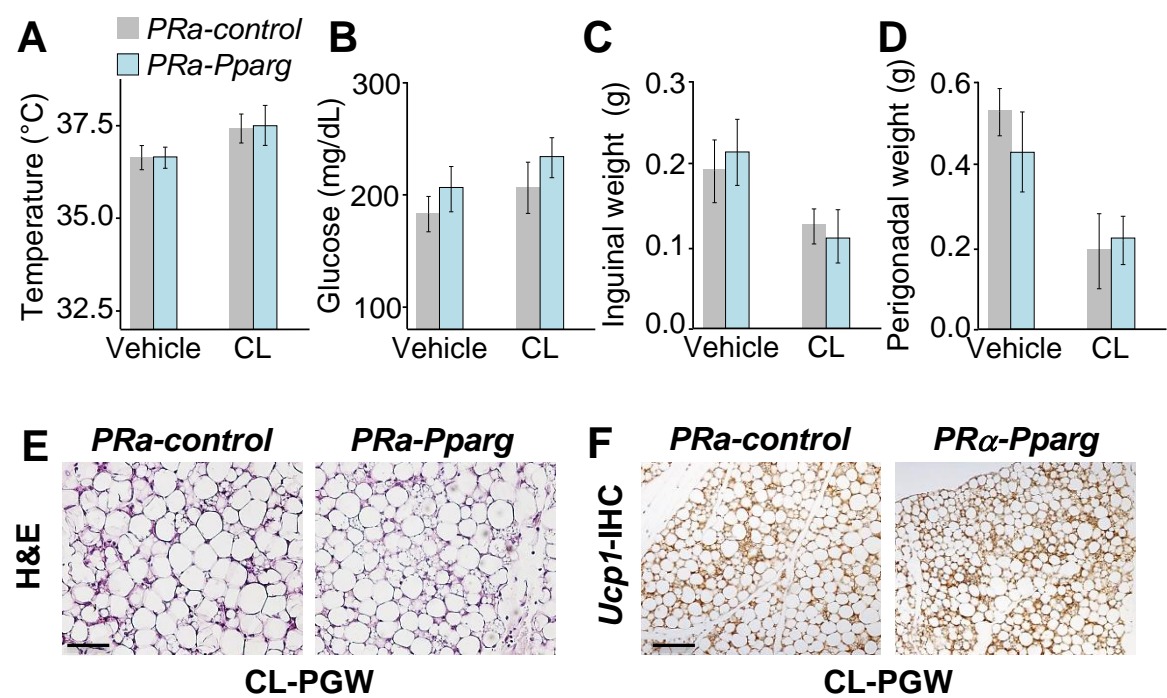 A
PRa-control
PRa-Pparg
Temperature (°C)
37.5
35.0
32.5
Vehicle CL
B
Glucose (mg/dL)
300
200
100
Vehicle CL
C
Inguinal weight (g)
0.3
0.2
0.1
0.0
Vehicle CL
D
Perigonadal weight (g)
0.6
0.4
0.2
0.0
Vehicle CL
E
PRa-control PRa-Pparg
H&E
CL-PGW
F
PRa-control PRα-Pparg
Ucp1-IHC
CL-PGW